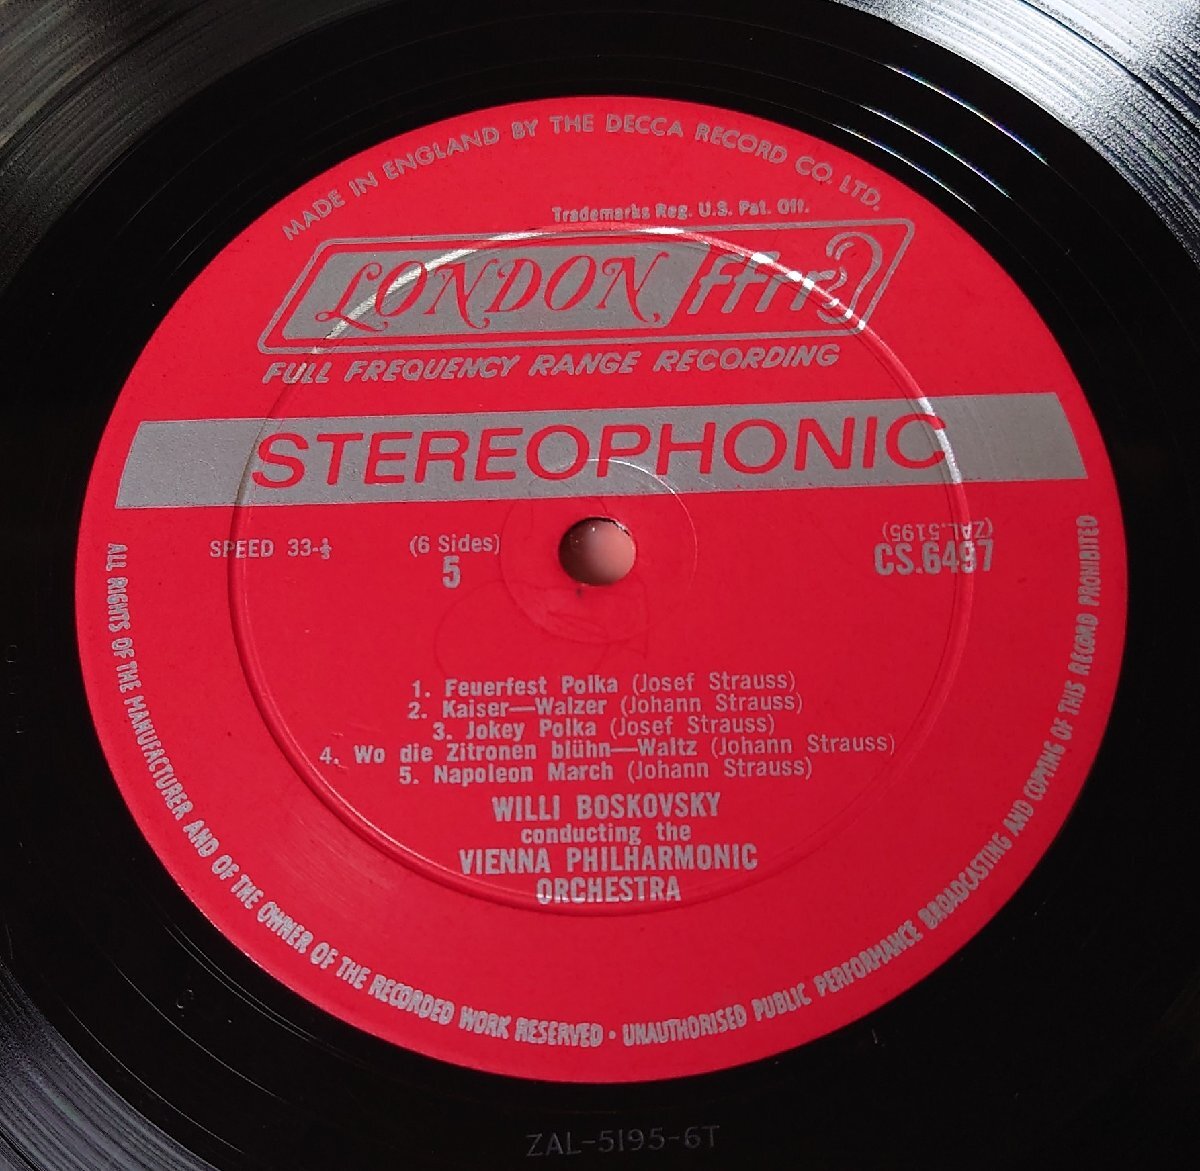 MADE IN ENGLAND BY THE DECCA RECORD CO. LTD.
Trademarks Reg. U.S. Pat. Off.
LONDON ffrr
FULL FREQUENCY RANGE RECORDING
STEREOPHONIC
(ZAL.5195)
SPEED 33-⅓
(6 Sides)
5
CS.6497
1. Feuerfest Polka (Josef Strauss)
2. Kaiser—Walzer (Johann Strauss)
3. Jokey Polka (Josef Strauss)
4. Wo die Zitronen blühn—Waltz (Johann Strauss)
5. Napoleon March (Johann Strauss)
WILLI BOSKOVSKY
conducting the
VIENNA PHILHARMONIC
ORCHESTRA
ALL RIGHTS OF THE MANUFACTURER AND OF THE OWNER OF THE RECORDED WORK RESERVED · UNAUTHORISED PUBLIC PERFORMANCE BROADCASTING AND COPYING OF THIS RECORD PROHIBITED
ZAL-5195-6T